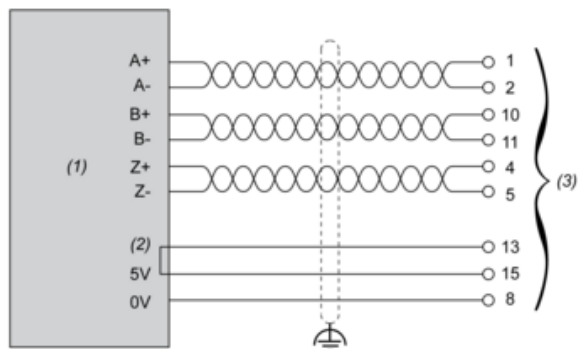 A+ 1
A- 2
B+ 10
B- 11
(1) Z+ 4 (3)
Z- 5
(2) 13
5V 15
0V 8